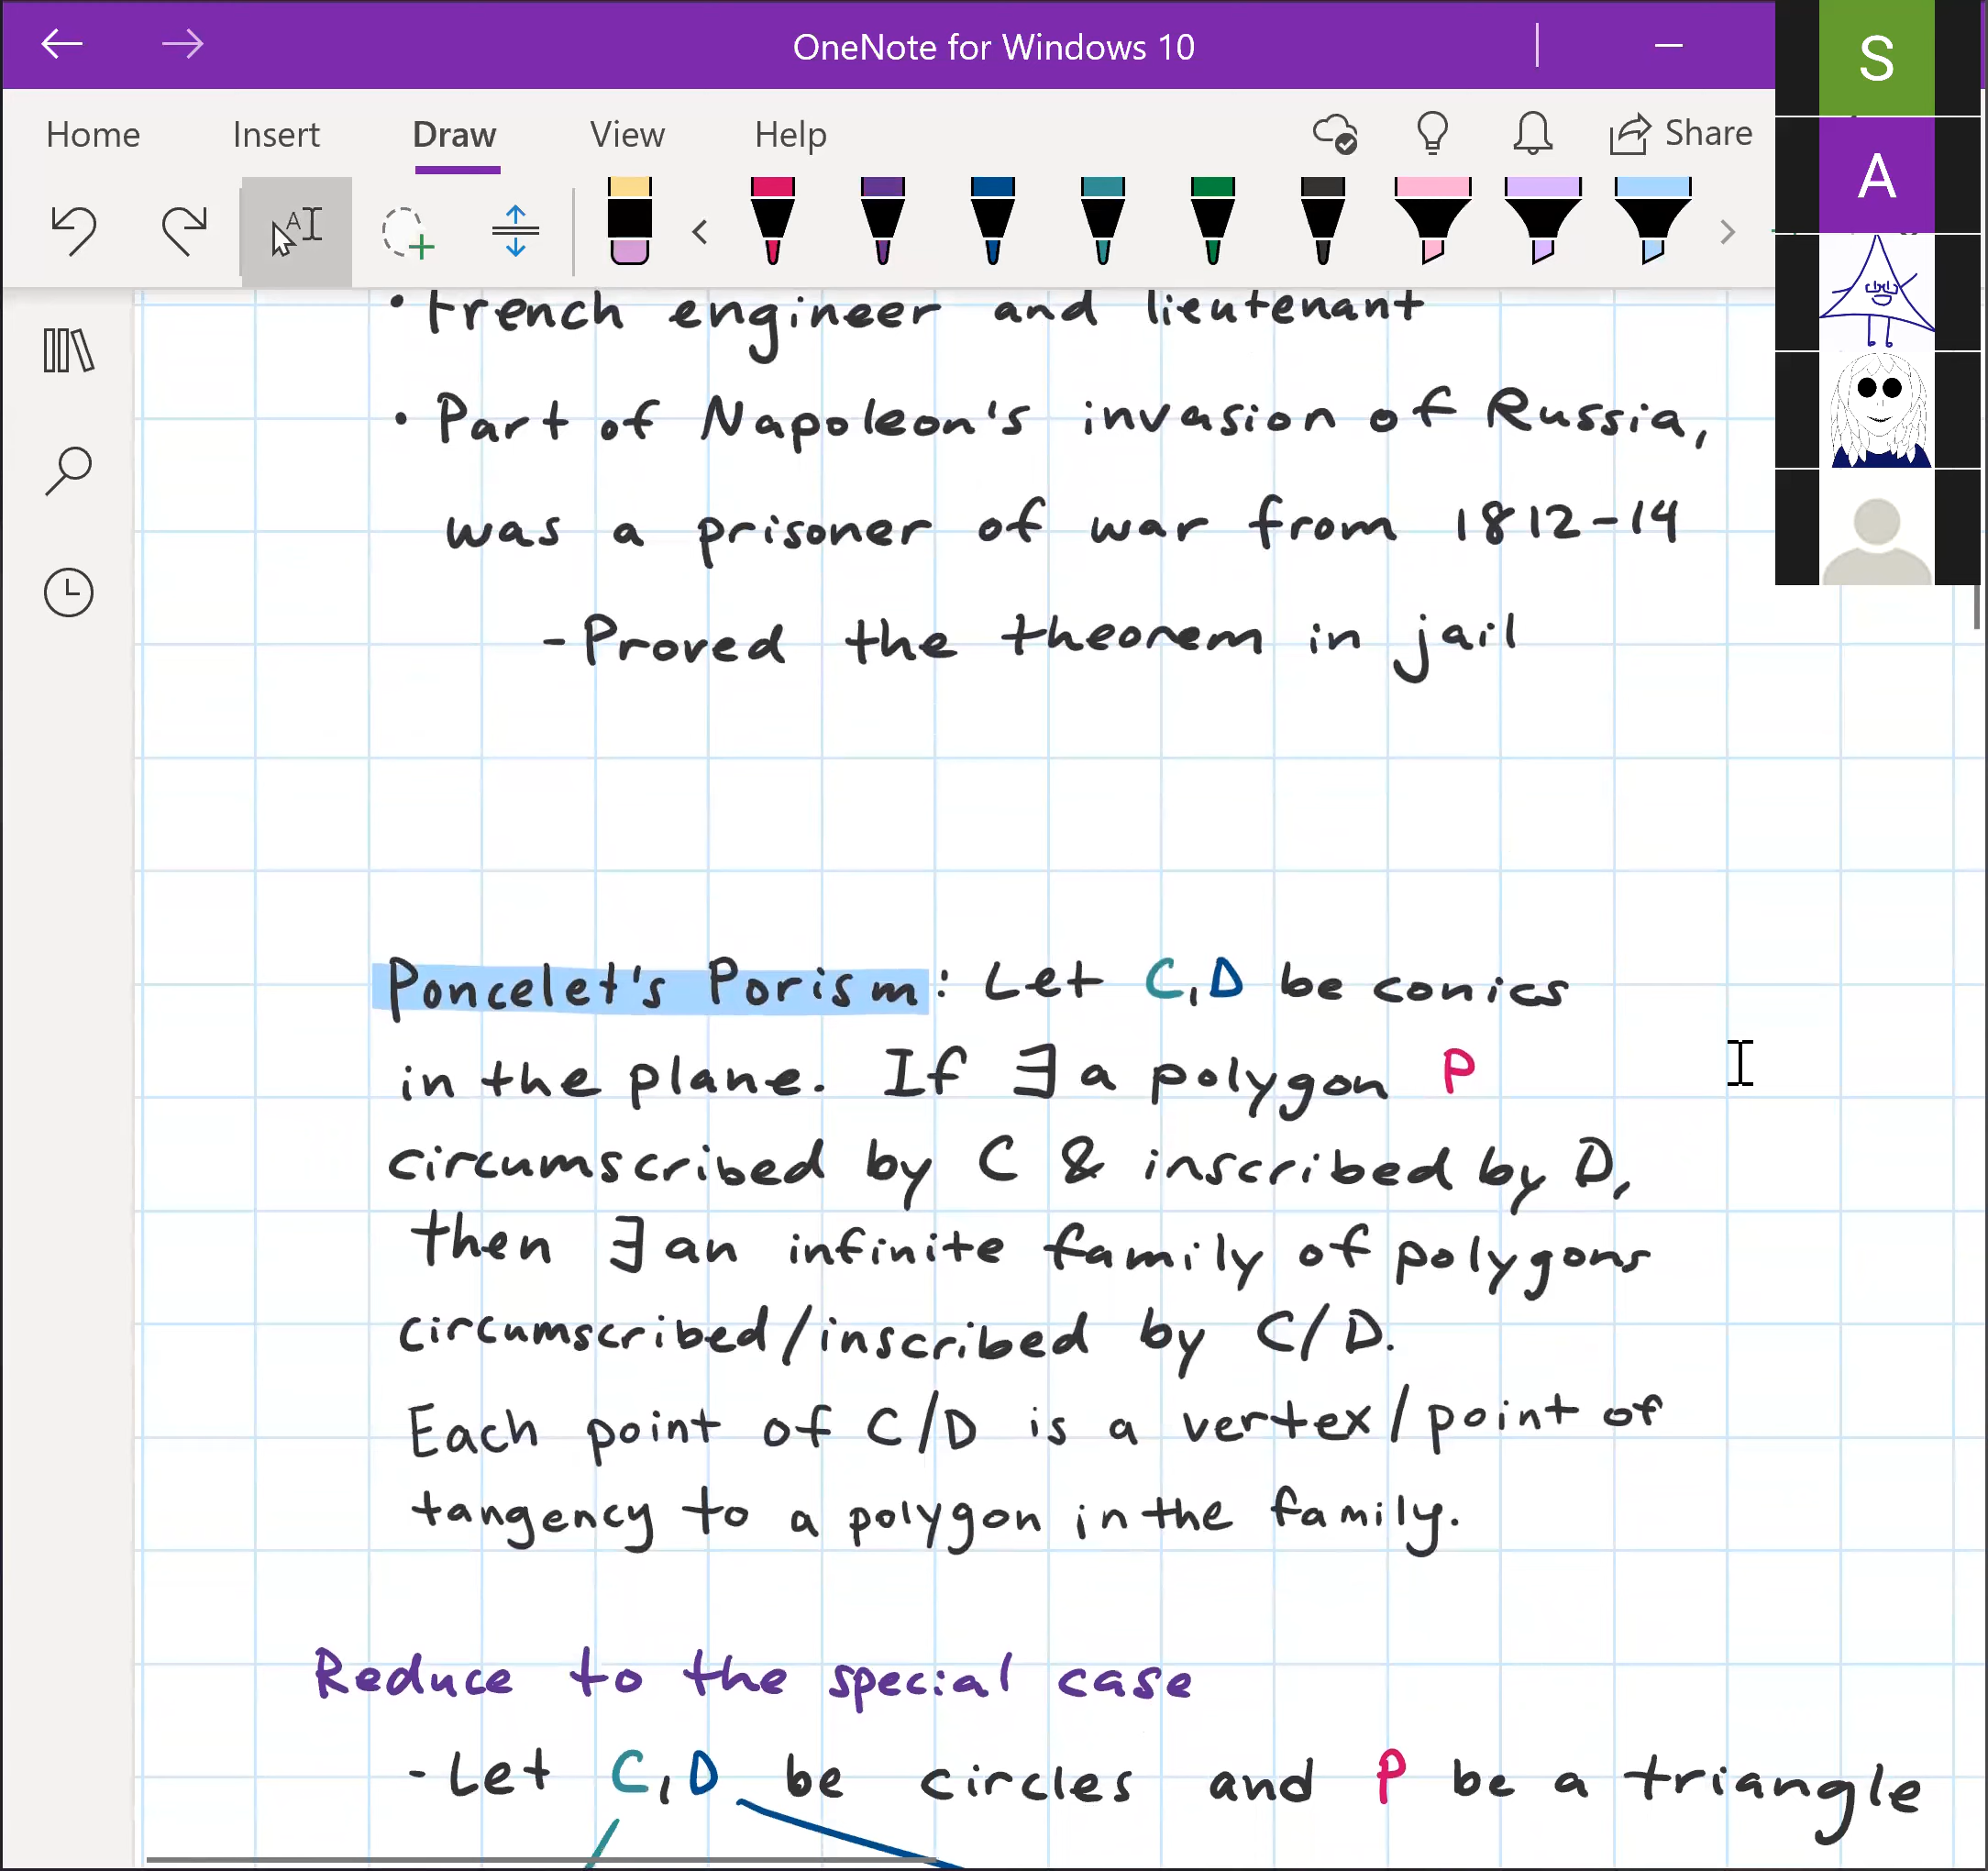 OneNote for Windows 10
S
Home Insert Draw View Help Share
A
• French engineer and lieutenant
• Part of Napoleon's invasion of Russia,
was a prisoner of war from 1812-14
- Proved the theorem in jail
Poncelet's Porism: Let C, D be conics
in the plane. If ∃ a polygon P
circumscribed by C & inscribed by D,
then ∃ an infinite family of polygons
circumscribed/inscribed by C/D.
Each point of C/D is a vertex/point of
tangency to a polygon in the family.
Reduce to the special case
- Let C, D be circles and P be a triangle